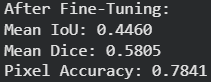 After Fine-Tuning:
Mean IoU: 0.4460
Mean Dice: 0.5805
Pixel Accuracy: 0.7841